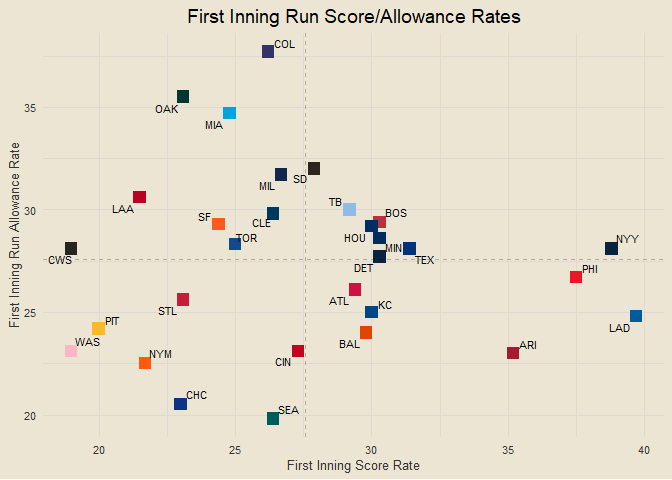 First Inning Run Score/Allowance Rates
COL
OAK
MIA
MIL
SD
LAA
TB
BOS
SF
CLE
TOR
HOU
MIN
NYY
CWS
DET
TEX
PHI
ATL
KC
STL
PIT
LAD
BAL
WAS
NYM
CIN
ARI
CHC
SEA
First Inning Run Allowance Rate
35
30
25
20
20
25
30
35
40
First Inning Score Rate